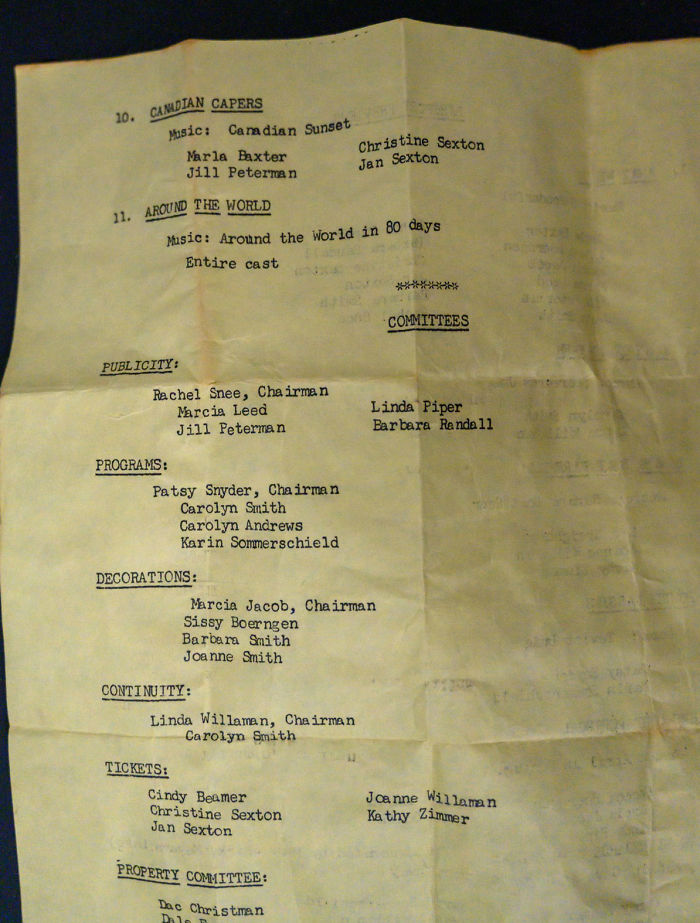 10. CANADIAN CAPERS
Music: Canadian Sunset
Marla Baxter Christine Sexton
Jill Peterman Jan Sexton
11. AROUND THE WORLD
Music: Around the World in 80 days
Entire cast
********
COMMITTEES
PUBLICITY:
Rachel Snee, Chairman
Marcia Leed Linda Piper
Jill Peterman Barbara Randall
PROGRAMS:
Patsy Snyder, Chairman
Carolyn Smith
Carolyn Andrews
Karin Sommerschield
DECORATIONS:
Marcia Jacob, Chairman
Sissy Boerngen
Barbara Smith
Joanne Smith
CONTINUITY:
Linda Willaman, Chairman
Carolyn Smith
TICKETS:
Cindy Beamer Joanne Willaman
Christine Sexton Kathy Zimmer
Jan Sexton
PROPERTY COMMITTEE:
Dac Christman